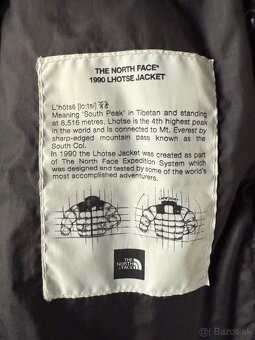 THE NORTH FACE®
1990 LHOTSE JACKET
L'hōtsē [lo:tsi]
Meaning 'South Peak' in Tibetan and standing
at 8,516 metres. Lhotse is the 4th highest peak
in the world and is connected to Mt. Everest by
sharp-edged mountain pass known as the
South Col.
In 1990 the Lhotse Jacket was created as part
of The North Face Expedition System which
was designed and tested by some of the world's
most accomplished adventurers.
THE
NORTH
FACE
bazos.sk